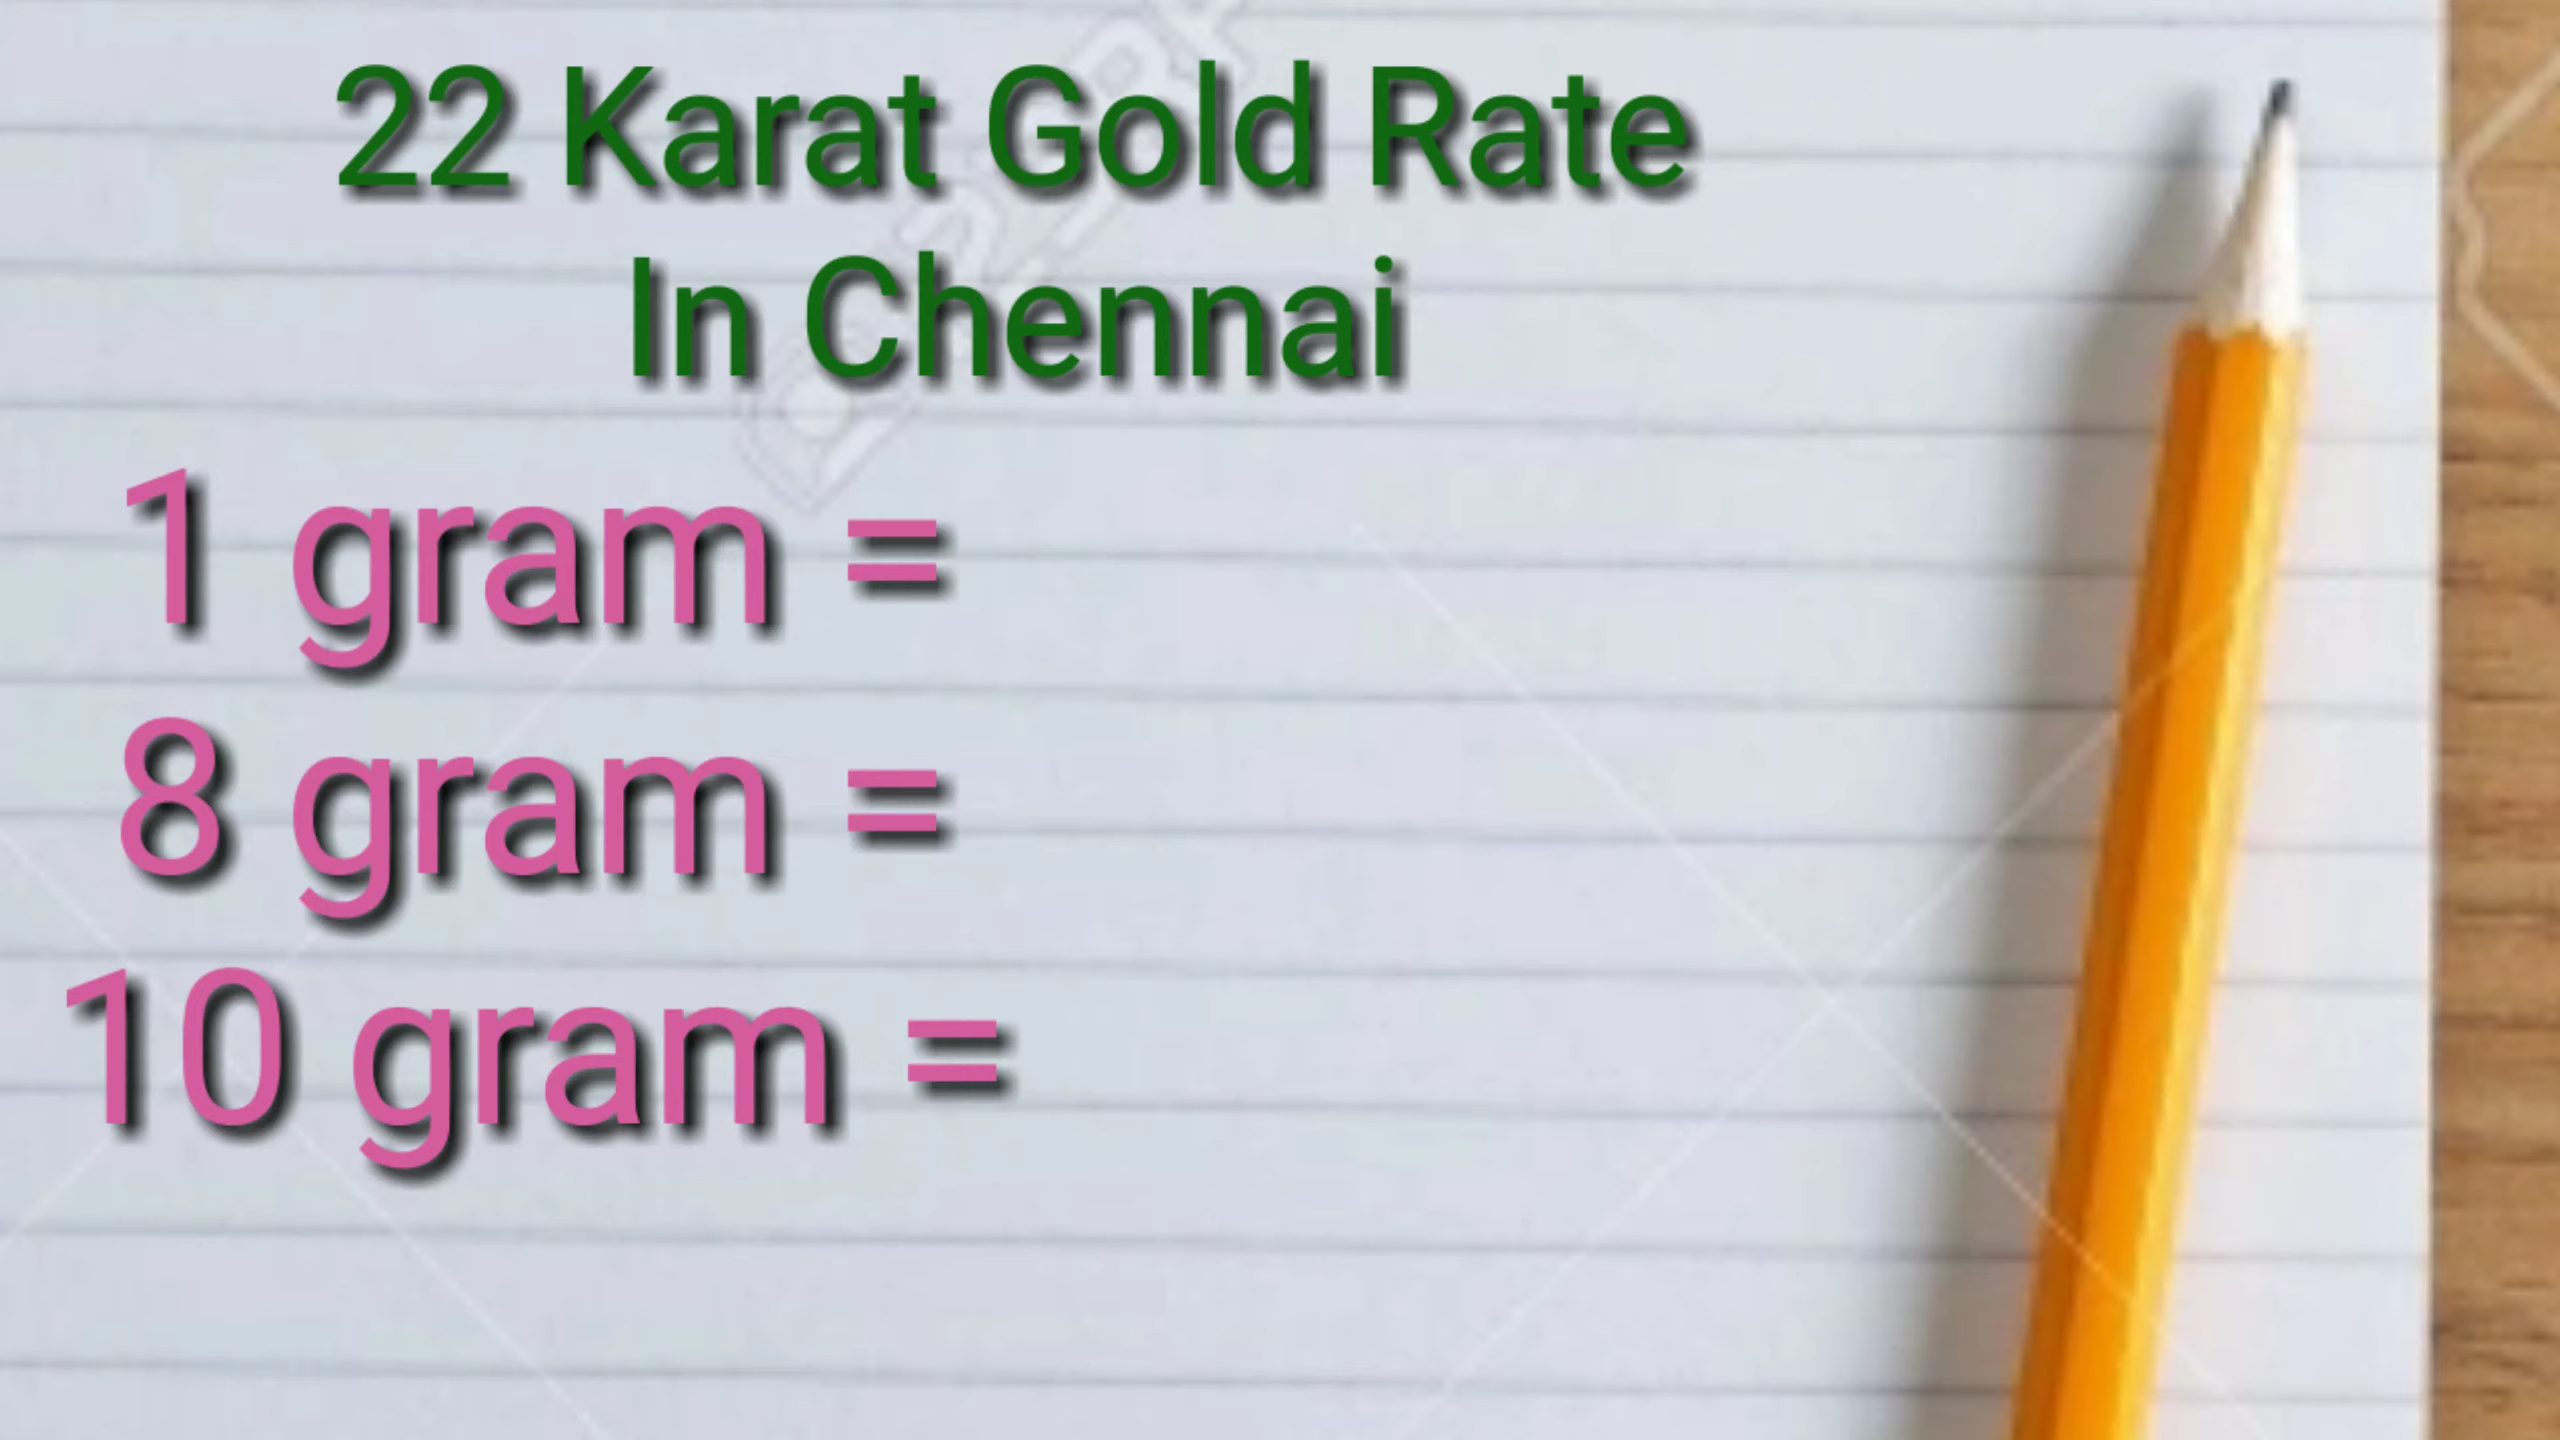 22 Karat Gold Rate
In Chennai
1 gram =
8 gram =
10 gram =